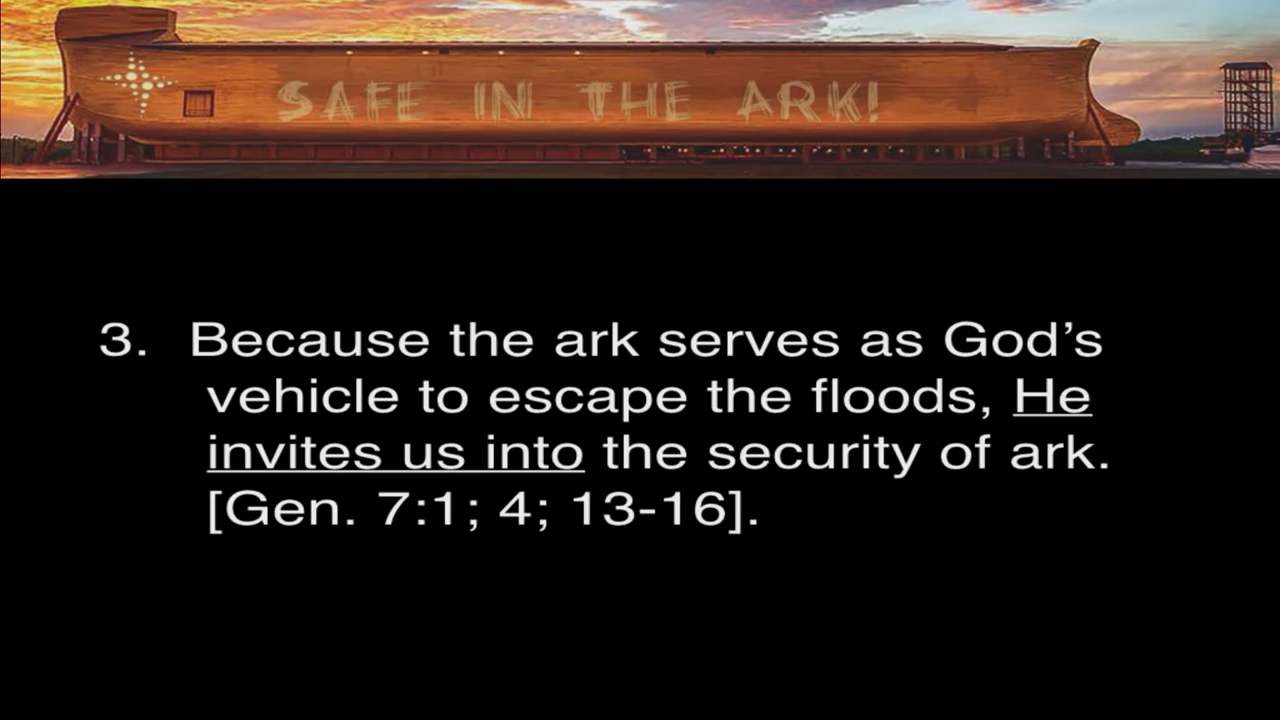 SAFE IN THE ARK!
3. Because the ark serves as God’s
vehicle to escape the floods, He
invites us into the security of ark.
[Gen. 7:1; 4; 13-16].